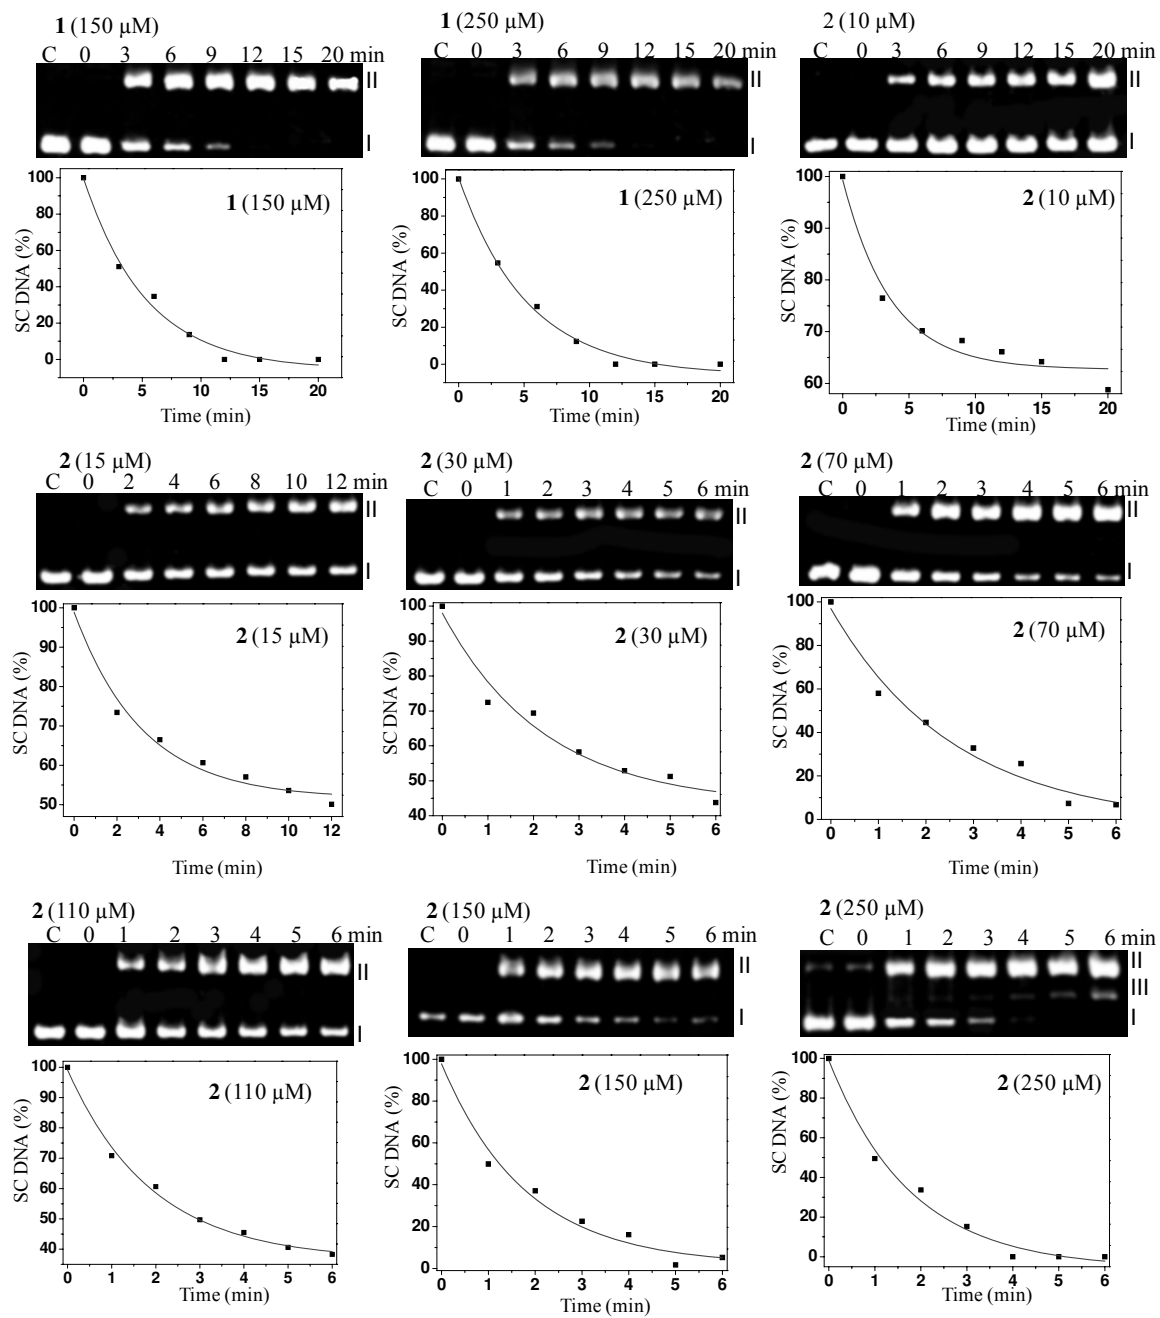 1 (150 µM)
C 0 3 6 9 12 15 20 min
II
I
100
80
60
40
20
0
SC DNA (%)
1 (150 µM)
0 5 10 15 20
Time (min)
1 (250 µM)
C 0 3 6 9 12 15 20 min
II
I
100
80
60
40
20
0
SC DNA (%)
1 (250 µM)
0 5 10 15 20
Time (min)
2 (10 µM)
C 0 3 6 9 12 15 20 min
II
I
100
90
80
70
60
SC DNA (%)
2 (10 µM)
0 5 10 15 20
Time (min)
2 (15 µM)
C 0 2 4 6 8 10 12 min
II
I
100
90
80
70
60
50
SC DNA (%)
2 (15 µM)
0 2 4 6 8 10 12
Time (min)
2 (30 µM)
C 0 1 2 3 4 5 6 min
II
I
100
90
80
70
60
50
40
SC DNA (%)
2 (30 µM)
0 1 2 3 4 5 6
Time (min)
2 (70 µM)
C 0 1 2 3 4 5 6 min
II
I
100
80
60
40
20
0
SC DNA (%)
2 (70 µM)
0 1 2 3 4 5 6
Time (min)
2 (110 µM)
C 0 1 2 3 4 5 6 min
II
I
100
90
80
70
60
50
40
SC DNA (%)
2 (110 µM)
0 1 2 3 4 5 6
Time (min)
2 (150 µM)
C 0 1 2 3 4 5 6 min
II
I
100
80
60
40
20
0
SC DNA (%)
2 (150 µM)
0 1 2 3 4 5 6
Time (min)
2 (250 µM)
C 0 1 2 3 4 5 6 min
II
III
I
100
80
60
40
20
0
SC DNA (%)
2 (250 µM)
0 1 2 3 4 5 6
Time (min)